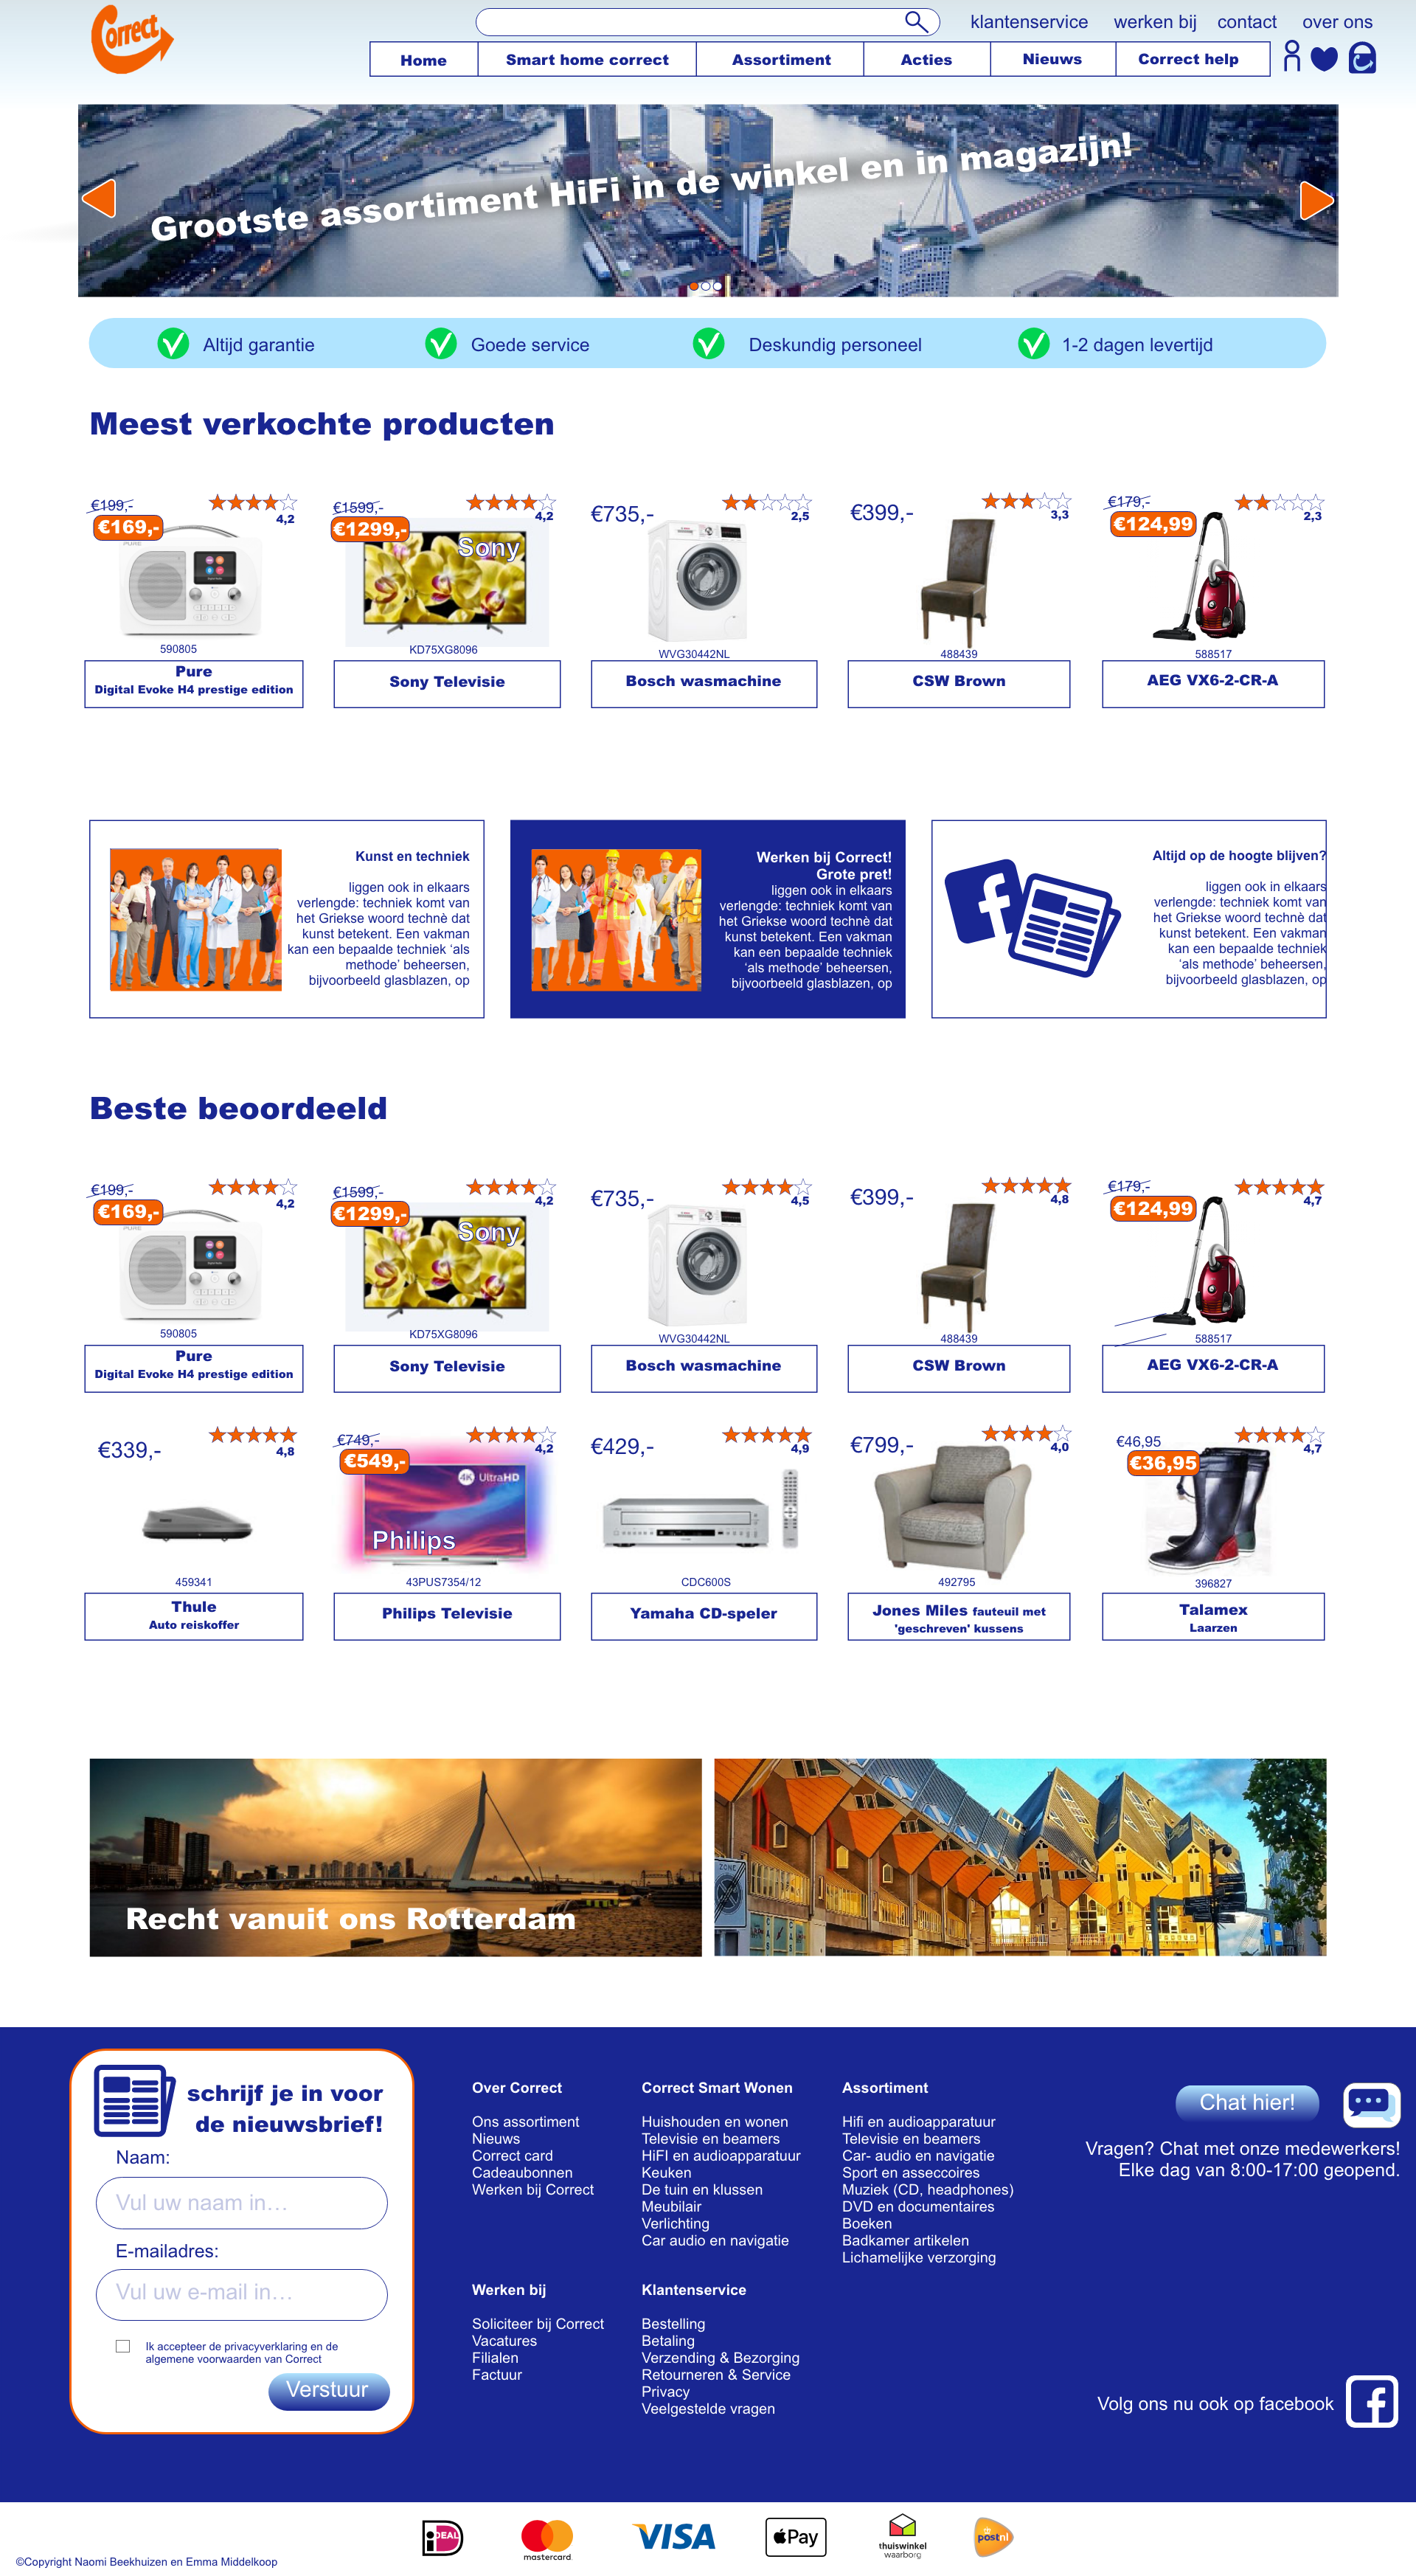 Correct
klantenservice werken bij contact over ons
Home Smart home correct Assortiment Acties Nieuws Correct help
Grootste assortiment HiFi in de winkel en in magazijn!
Altijd garantie Goede service Deskundig personeel 1-2 dagen levertijd
Meest verkochte producten
€199,-
€169,-
4,2
PURE
590805
Pure
Digital Evoke H4 prestige edition
€1599,-
€1299,-
4,2
Sony
KD75XG8096
Sony Televisie
€735,-
2,5
WVG30442NL
Bosch wasmachine
€399,-
3,3
488439
CSW Brown
€179,-
€124,99
2,3
588517
AEG VX6-2-CR-A
Kunst en techniek
liggen ook in elkaars
verlengde: techniek komt van
het Griekse woord technè dat
kunst betekent. Een vakman
kan een bepaalde techniek ‘als
methode’ beheersen,
bijvoorbeeld glasblazen, op
Werken bij Correct!
Grote pret!
liggen ook in elkaars
verlengde: techniek komt van
het Griekse woord technè dat
kunst betekent. Een vakman
kan een bepaalde techniek
‘als methode’ beheersen,
bijvoorbeeld glasblazen, op
Altijd op de hoogte blijven?
liggen ook in elkaars
verlengde: techniek komt van
het Griekse woord technè dat
kunst betekent. Een vakman
kan een bepaalde techniek
‘als methode’ beheersen,
bijvoorbeeld glasblazen, op
Beste beoordeeld
€199,-
€169,-
4,2
PURE
590805
Pure
Digital Evoke H4 prestige edition
€1599,-
€1299,-
4,2
Sony
KD75XG8096
Sony Televisie
€735,-
4,5
WVG30442NL
Bosch wasmachine
€399,-
4,8
488439
CSW Brown
€179,-
€124,99
4,7
588517
AEG VX6-2-CR-A
€339,-
4,8
459341
Thule
Auto reiskoffer
€749,-
€549,-
4,2
4K UltraHD
Philips
43PUS7354/12
Philips Televisie
€429,-
4,9
CDC600S
Yamaha CD-speler
€799,-
4,0
492795
Jones Miles fauteuil met
'geschreven' kussens
€46,95
€36,95
4,7
396827
Talamex
Laarzen
Recht vanuit ons Rotterdam
ZONE
schrijf je in voor
de nieuwsbrief!
Naam:
Vul uw naam in…
E-mailadres:
Vul uw e-mail in…
Ik accepteer de privacyverklaring en de
algemene voorwaarden van Correct
Verstuur
Over Correct
Ons assortiment
Nieuws
Correct card
Cadeaubonnen
Werken bij Correct
Correct Smart Wonen
Huishouden en wonen
Televisie en beamers
HiFI en audioapparatuur
Keuken
De tuin en klussen
Meubilair
Verlichting
Car audio en navigatie
Assortiment
Hifi en audioapparatuur
Televisie en beamers
Car- audio en navigatie
Sport en asseccoires
Muziek (CD, headphones)
DVD en documentaires
Boeken
Badkamer artikelen
Lichamelijke verzorging
Werken bij
Soliciteer bij Correct
Vacatures
Filialen
Factuur
Klantenservice
Bestelling
Betaling
Verzending & Bezorging
Retourneren & Service
Privacy
Veelgestelde vragen
Chat hier!
Vragen? Chat met onze medewerkers!
Elke dag van 8:00-17:00 geopend.
Volg ons nu ook op facebook
iDEAL
mastercard
VISA
Pay
thuiswinkel
waarborg
postnl
©Copyright Naomi Beekhuizen en Emma Middelkoop